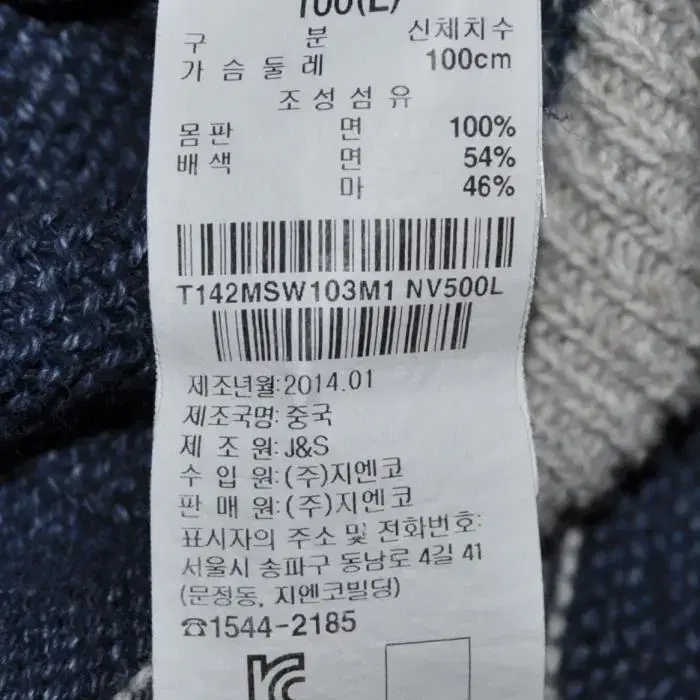 100(L)
구 분 신체치수
가슴둘레 100cm
조성섬유
몸판 면 100%
배색 면 54%
마 46%
T142MSW103M1 NV500L
제조년월:2014.01
제조국명:중국
제 조 원:J&S
수 입 원:(주)지엔코
판 매 원:(주)지엔코
표시자의 주소 및 전화번호:
서울시 송파구 동남로 4길 41
(문정동, 지엔코빌딩)
☎1544-2185